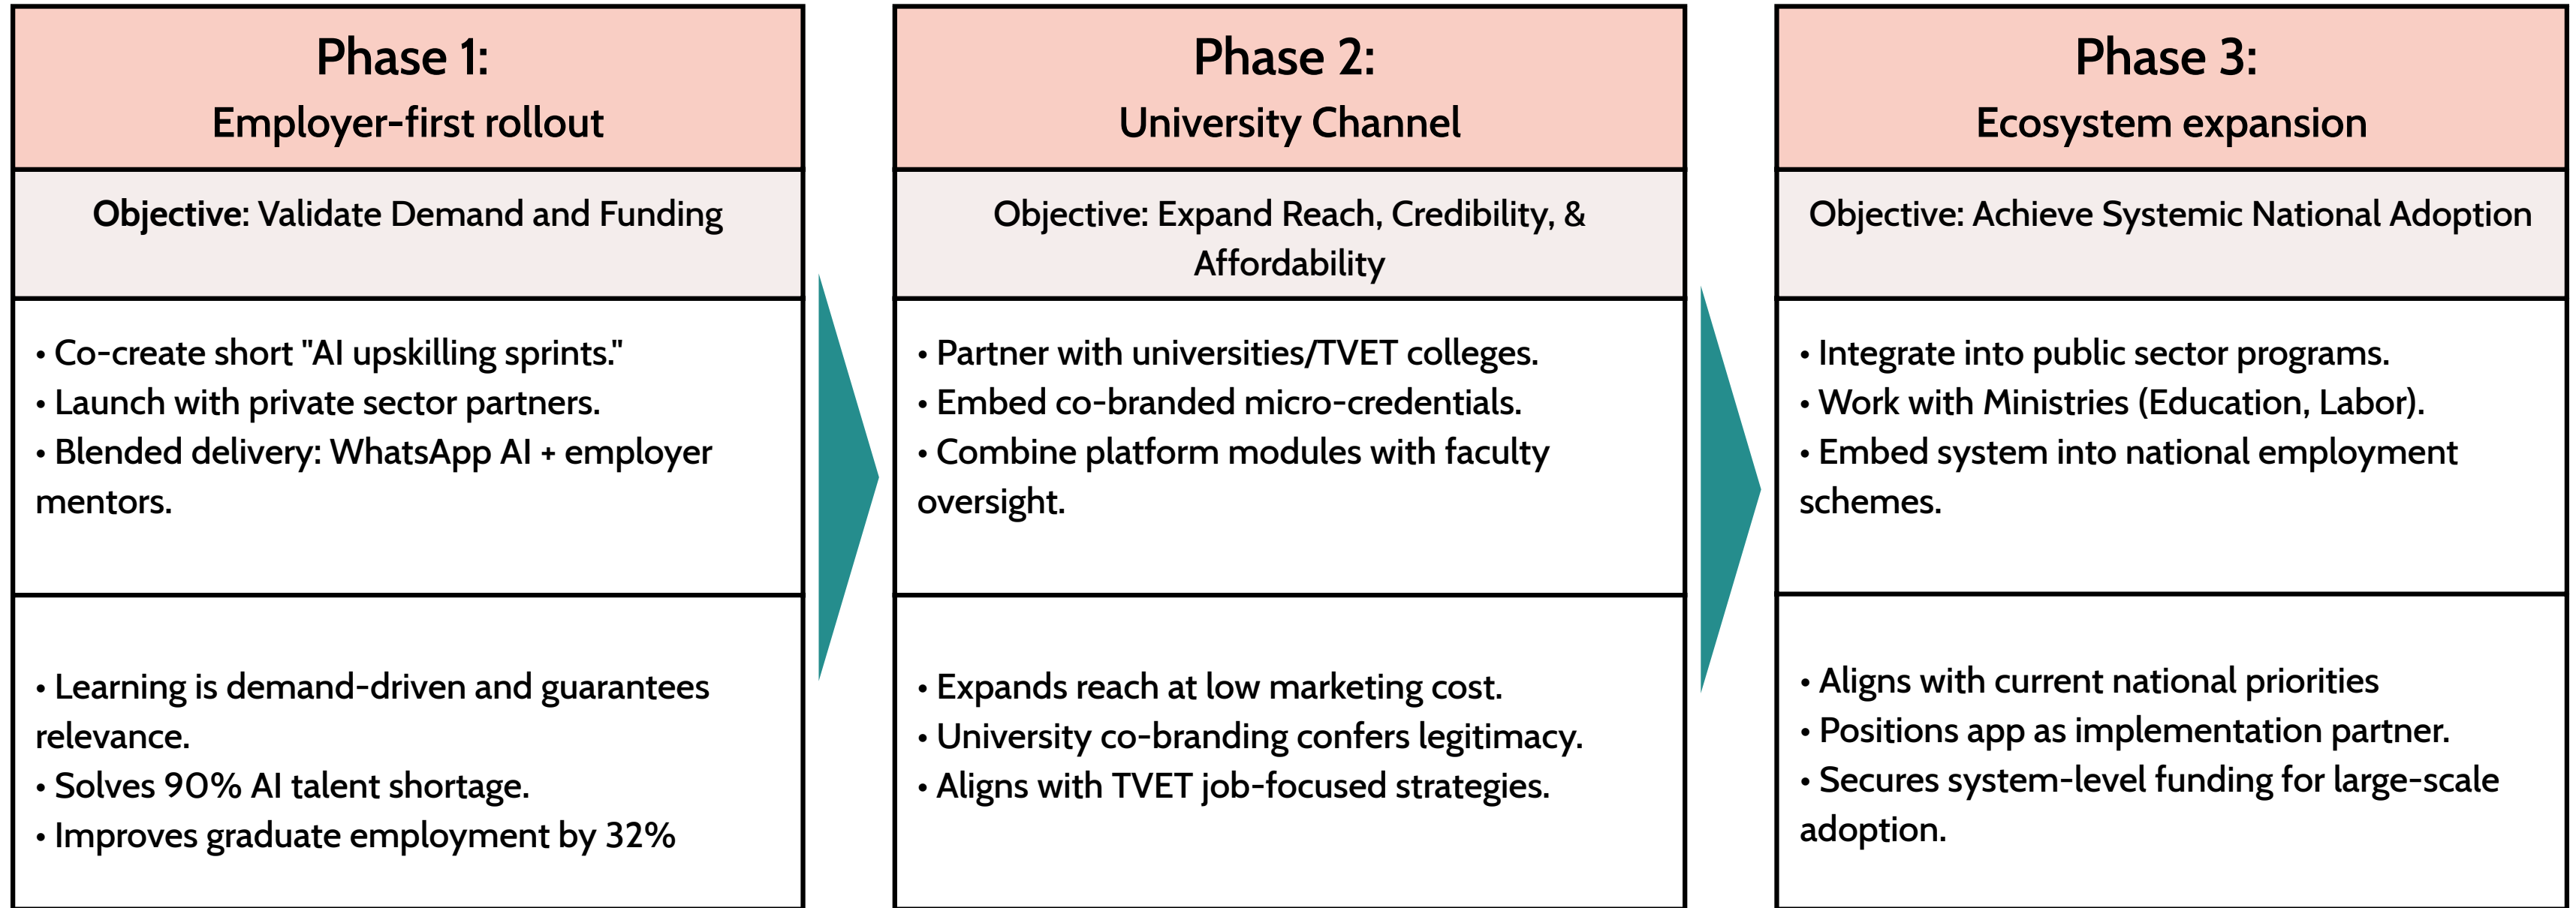 Phase 1:
Employer-first rollout
Objective: Validate Demand and Funding
• Co-create short "AI upskilling sprints."
• Launch with private sector partners.
• Blended delivery: WhatsApp AI + employer
mentors.
• Learning is demand-driven and guarantees
relevance.
• Solves 90% AI talent shortage.
• Improves graduate employment by 32%
Phase 2:
University Channel
Objective: Expand Reach, Credibility, &
Affordability
• Partner with universities/TVET colleges.
• Embed co-branded micro-credentials.
• Combine platform modules with faculty
oversight.
• Expands reach at low marketing cost.
• University co-branding confers legitimacy.
• Aligns with TVET job-focused strategies.
Phase 3:
Ecosystem expansion
Objective: Achieve Systemic National Adoption
• Integrate into public sector programs.
• Work with Ministries (Education, Labor).
• Embed system into national employment
schemes.
• Aligns with current national priorities
• Positions app as implementation partner.
• Secures system-level funding for large-scale
adoption.